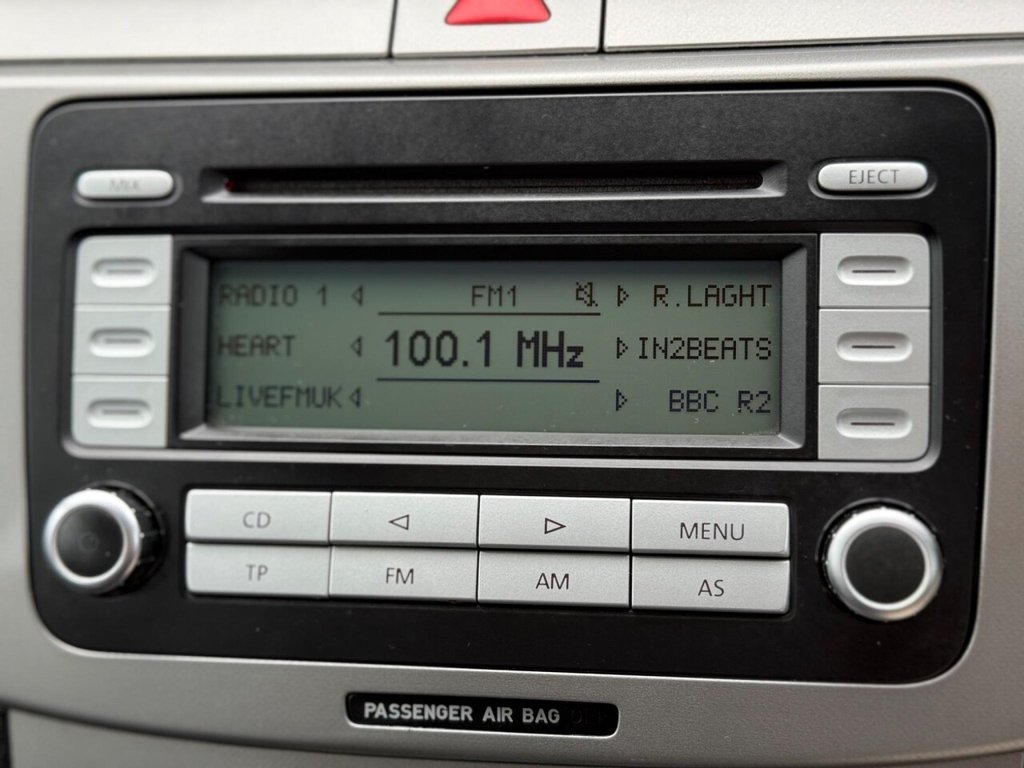 MIX
EJECT
RADIO 1 FM1 R.LAGHT
HEART 100.1 MHz IN2BEATS
LIVEFMUK BBC R2
CD MENU
TP FM AM AS
PASSENGER AIR BAG